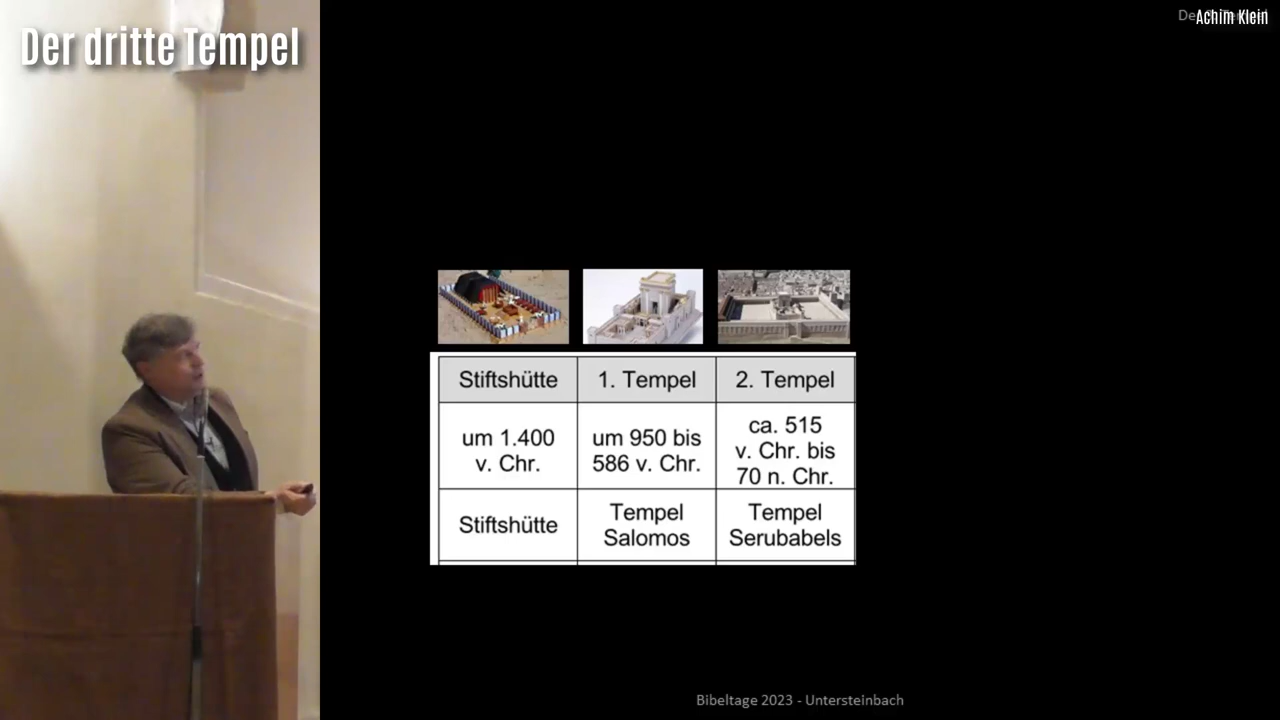 Der dritte Tempel
Achim Klein
Stiftshütte
1. Tempel
2. Tempel
um 1.400
v. Chr.
um 950 bis
586 v. Chr.
ca. 515
v. Chr. bis
70 n. Chr.
Stiftshütte
Tempel
Salomos
Tempel
Serubabels
Bibeltage 2023 - Untersteinbach